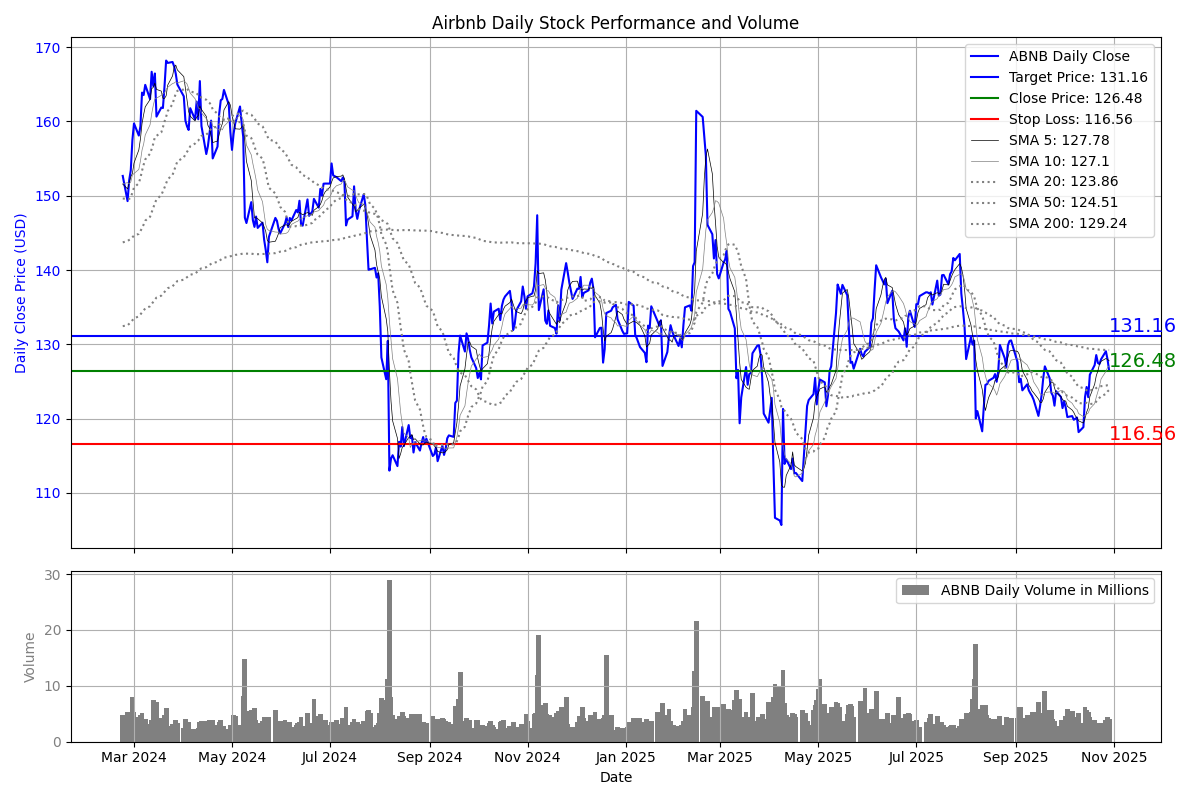 Airbnb Daily Stock Performance and Volume
170
160
150
140
130
120
110
Daily Close Price (USD)
ABNB Daily Close
Target Price: 131.16
Close Price: 126.48
Stop Loss: 116.56
SMA 5: 127.78
SMA 10: 127.1
SMA 20: 123.86
SMA 50: 124.51
SMA 200: 129.24
131.16
126.48
116.56
30
20
10
0
Volume
ABNB Daily Volume in Millions
Mar 2024 May 2024 Jul 2024 Sep 2024 Nov 2024 Jan 2025 Mar 2025 May 2025 Jul 2025 Sep 2025 Nov 2025
Date